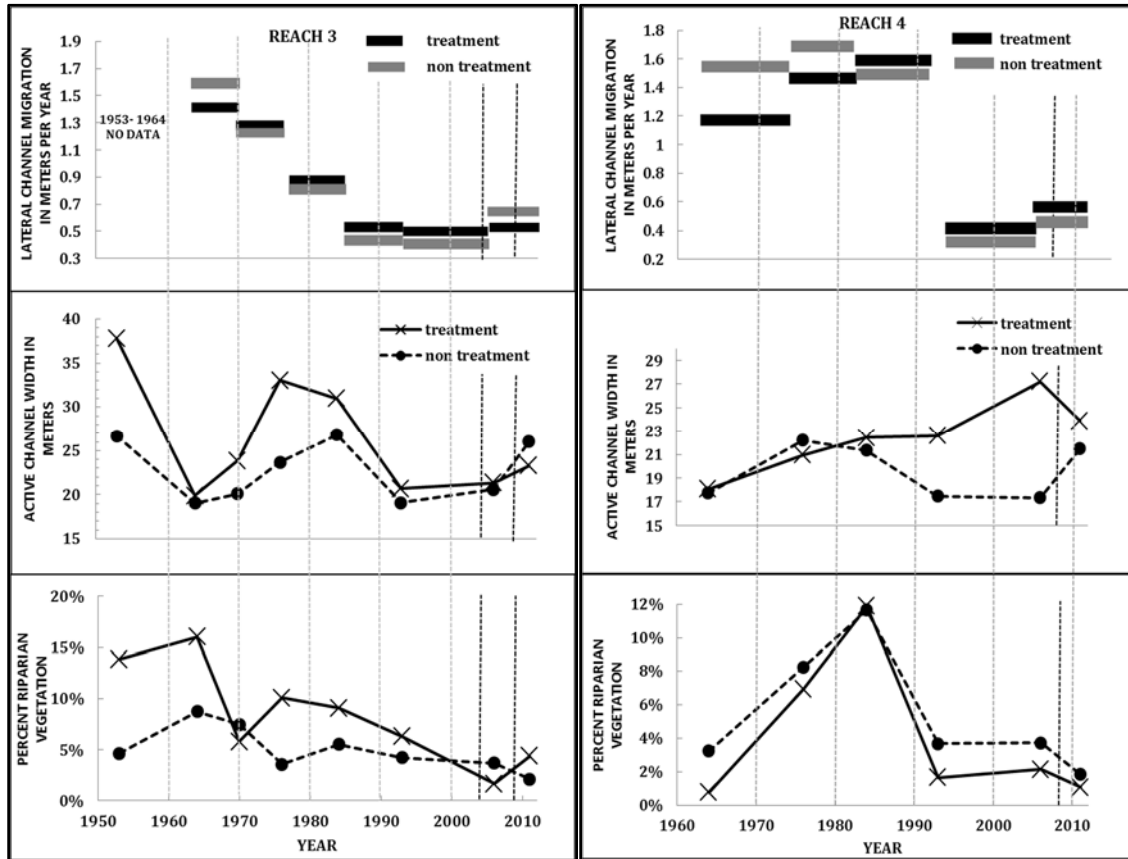 REACH 3
treatment
non treatment
LATERAL CHANNEL MIGRATION
IN METERS PER YEAR
1.9
1.7
1.5
1.3
1.1
0.9
0.7
0.5
0.3
1953- 1964
NO DATA
REACH 4
treatment
non treatment
LATERAL CHANNEL MIGRATION
IN METERS PER YEAR
1.8
1.6
1.4
1.2
1
0.8
0.6
0.4
0.2
treatment
non treatment
ACTIVE CHANNEL WIDTH IN
METERS
40
35
30
25
20
15
treatment
non treatment
ACTIVE CHANNEL WIDTH IN
METERS
29
27
25
23
21
19
17
15
PERCENT RIPARIAN
VEGETATION
20%
15%
10%
5%
0%
1950 1960 1970 1980 1990 2000 2010
YEAR
PERCENT RIPARIAN
VEGETATION
12%
10%
8%
6%
4%
2%
0%
1960 1970 1980 1990 2000 2010
YEAR